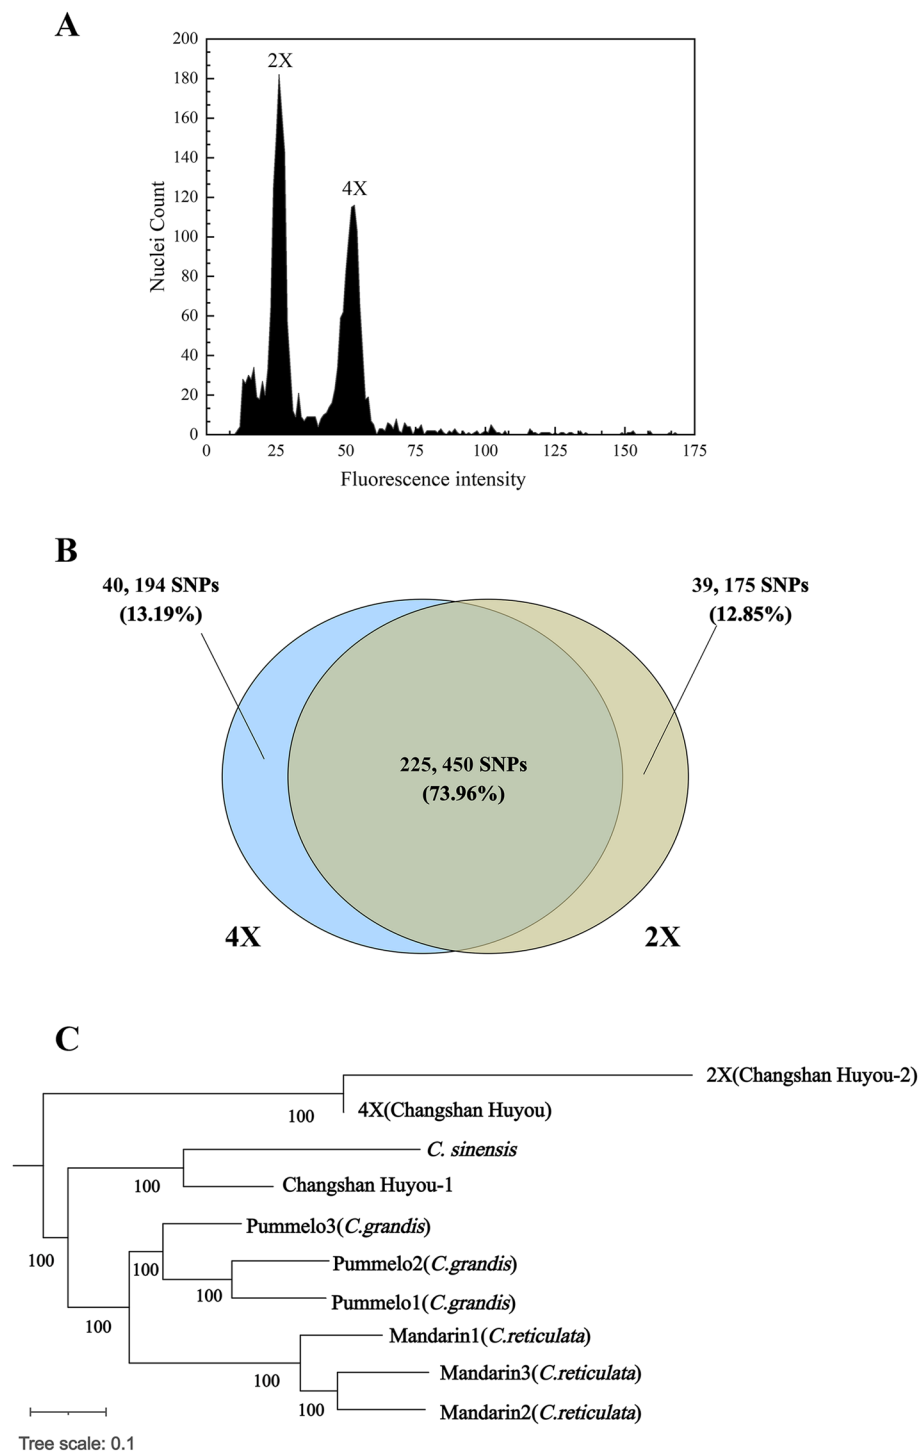 A
200
180
160
140
120
100
80
60
40
20
0
2X
4X
Nuclei Count
0 25 50 75 100 125 150 175
Fluorescence intensity
B
40, 194 SNPs
(13.19%)
39, 175 SNPs
(12.85%)
225, 450 SNPs
(73.96%)
4X
2X
C
2X(Changshan Huyou-2)
100
4X(Changshan Huyou)
C. sinensis
100
Changshan Huyou-1
Pummelo3(C.grandis)
100
100
Pummelo2(C.grandis)
100
Pummelo1(C.grandis)
100
Mandarin1(C.reticulata)
100
Mandarin3(C.reticulata)
100
Mandarin2(C.reticulata)
Tree scale: 0.1